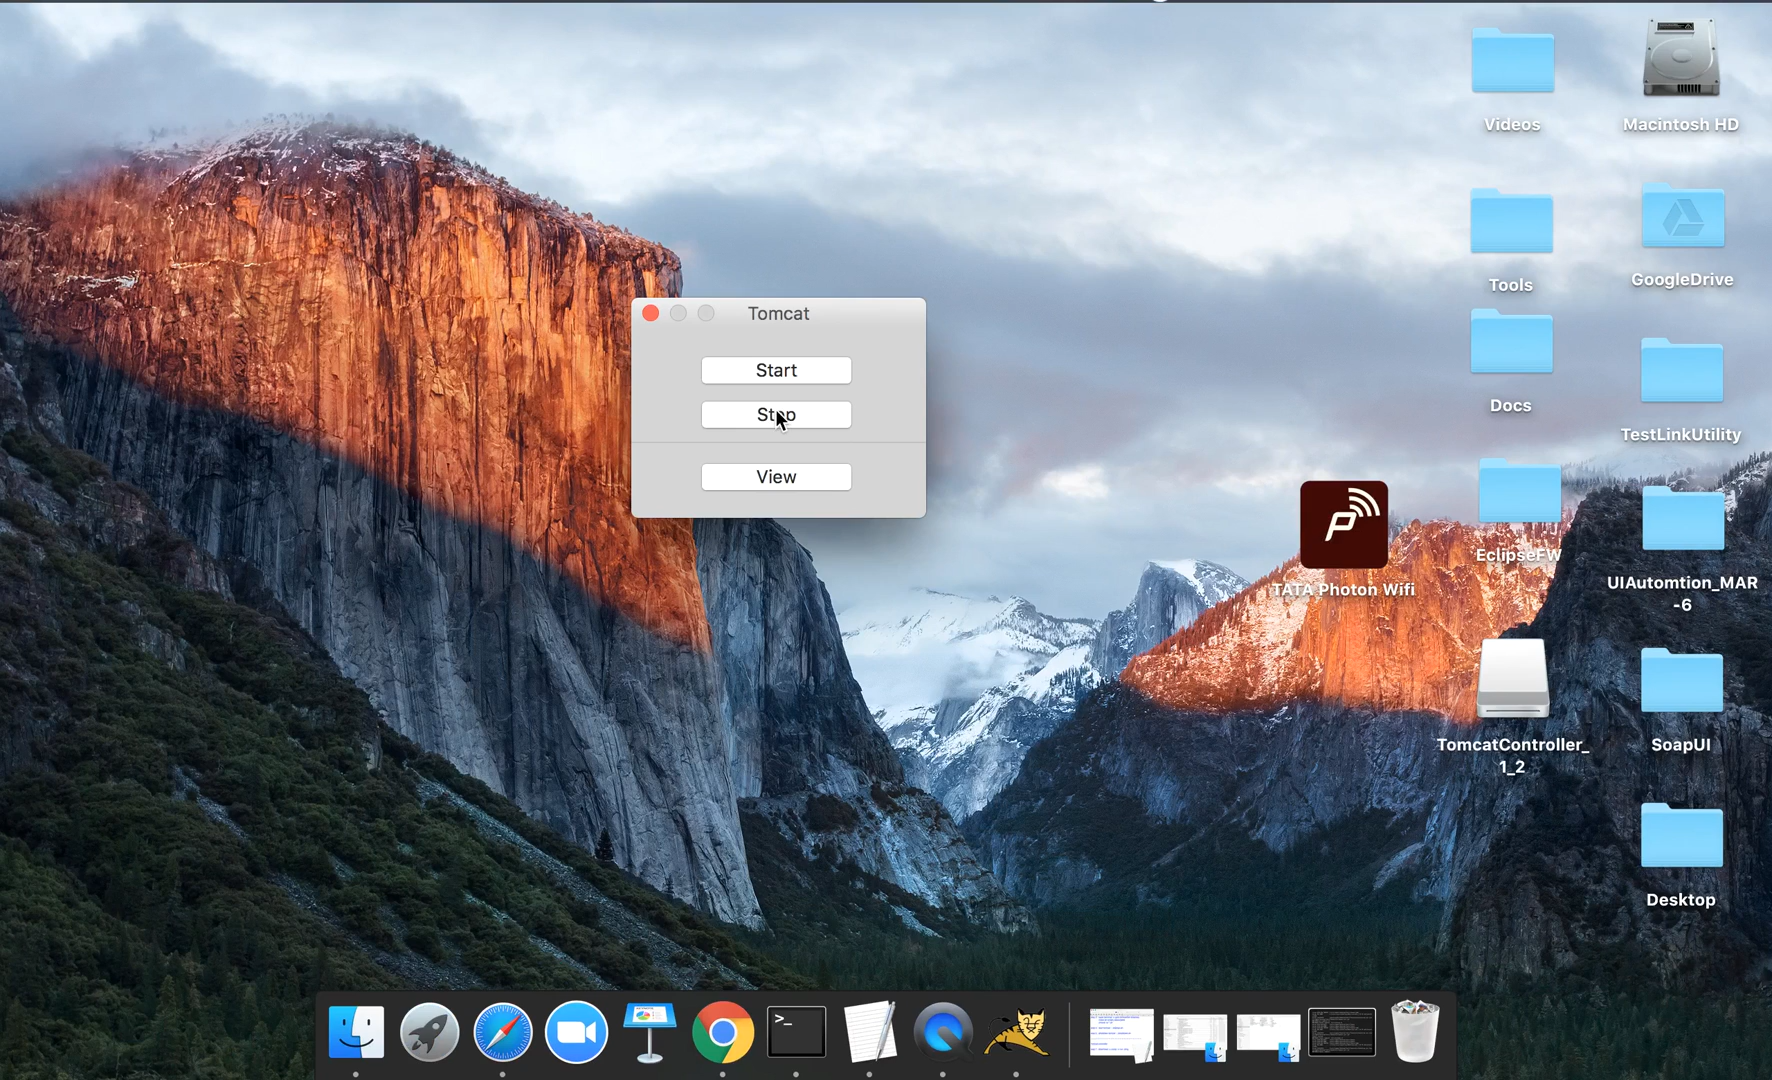 Videos
Macintosh HD
Tools
GoogleDrive
Tomcat
Start
Stop
View
Docs
TestLinkUtility
TATA Photon Wifi
EclipseFW
UIAutomtion_MAR
-6
TomcatController_
1_2
SoapUI
Desktop
>_